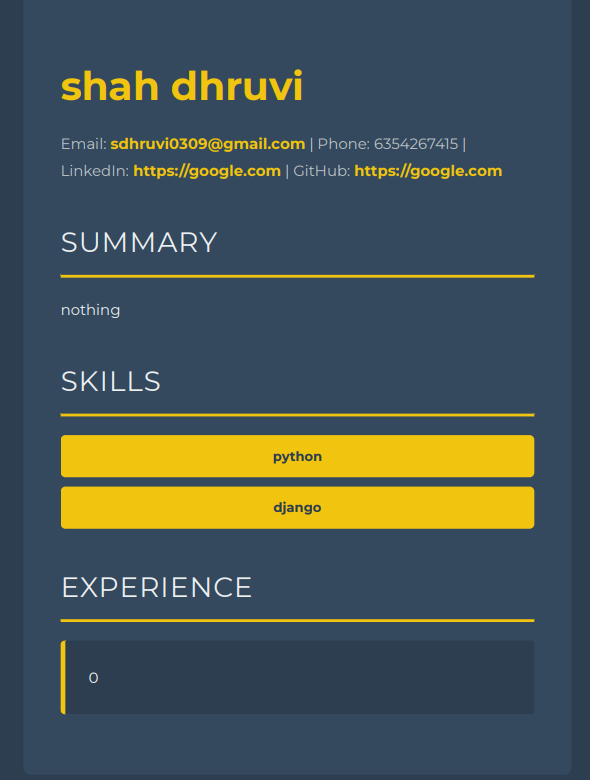 shah dhruvi
Email: sdhruvi0309@gmail.com | Phone: 6354267415 |
LinkedIn: https://google.com | GitHub: https://google.com
SUMMARY
nothing
SKILLS
python
django
EXPERIENCE
0